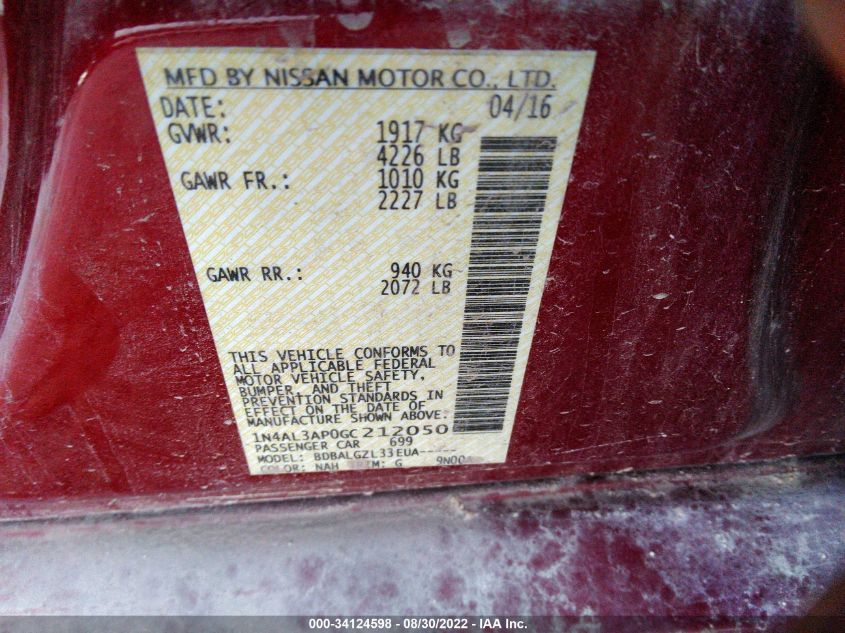 MFD BY NISSAN MOTOR CO., LTD.
DATE: 04/16
GVWR: 1917 KG
4226 LB
GAWR FR.: 1010 KG
2227 LB
GAWR RR.: 940 KG
2072 LB
THIS VEHICLE CONFORMS TO
ALL APPLICABLE FEDERAL
MOTOR VEHICLE SAFETY,
BUMPER, AND THEFT
PREVENTION STANDARDS IN
EFFECT ON THE DATE OF
MANUFACTURE SHOWN ABOVE.
1N4AL3AP0GC212050
PASSENGER CAR 699
MODEL: BDBALGZL33EUA-----
COLOR: NAH TRIM: G
000-34124598 - 08/30/2022 - IAA Inc.